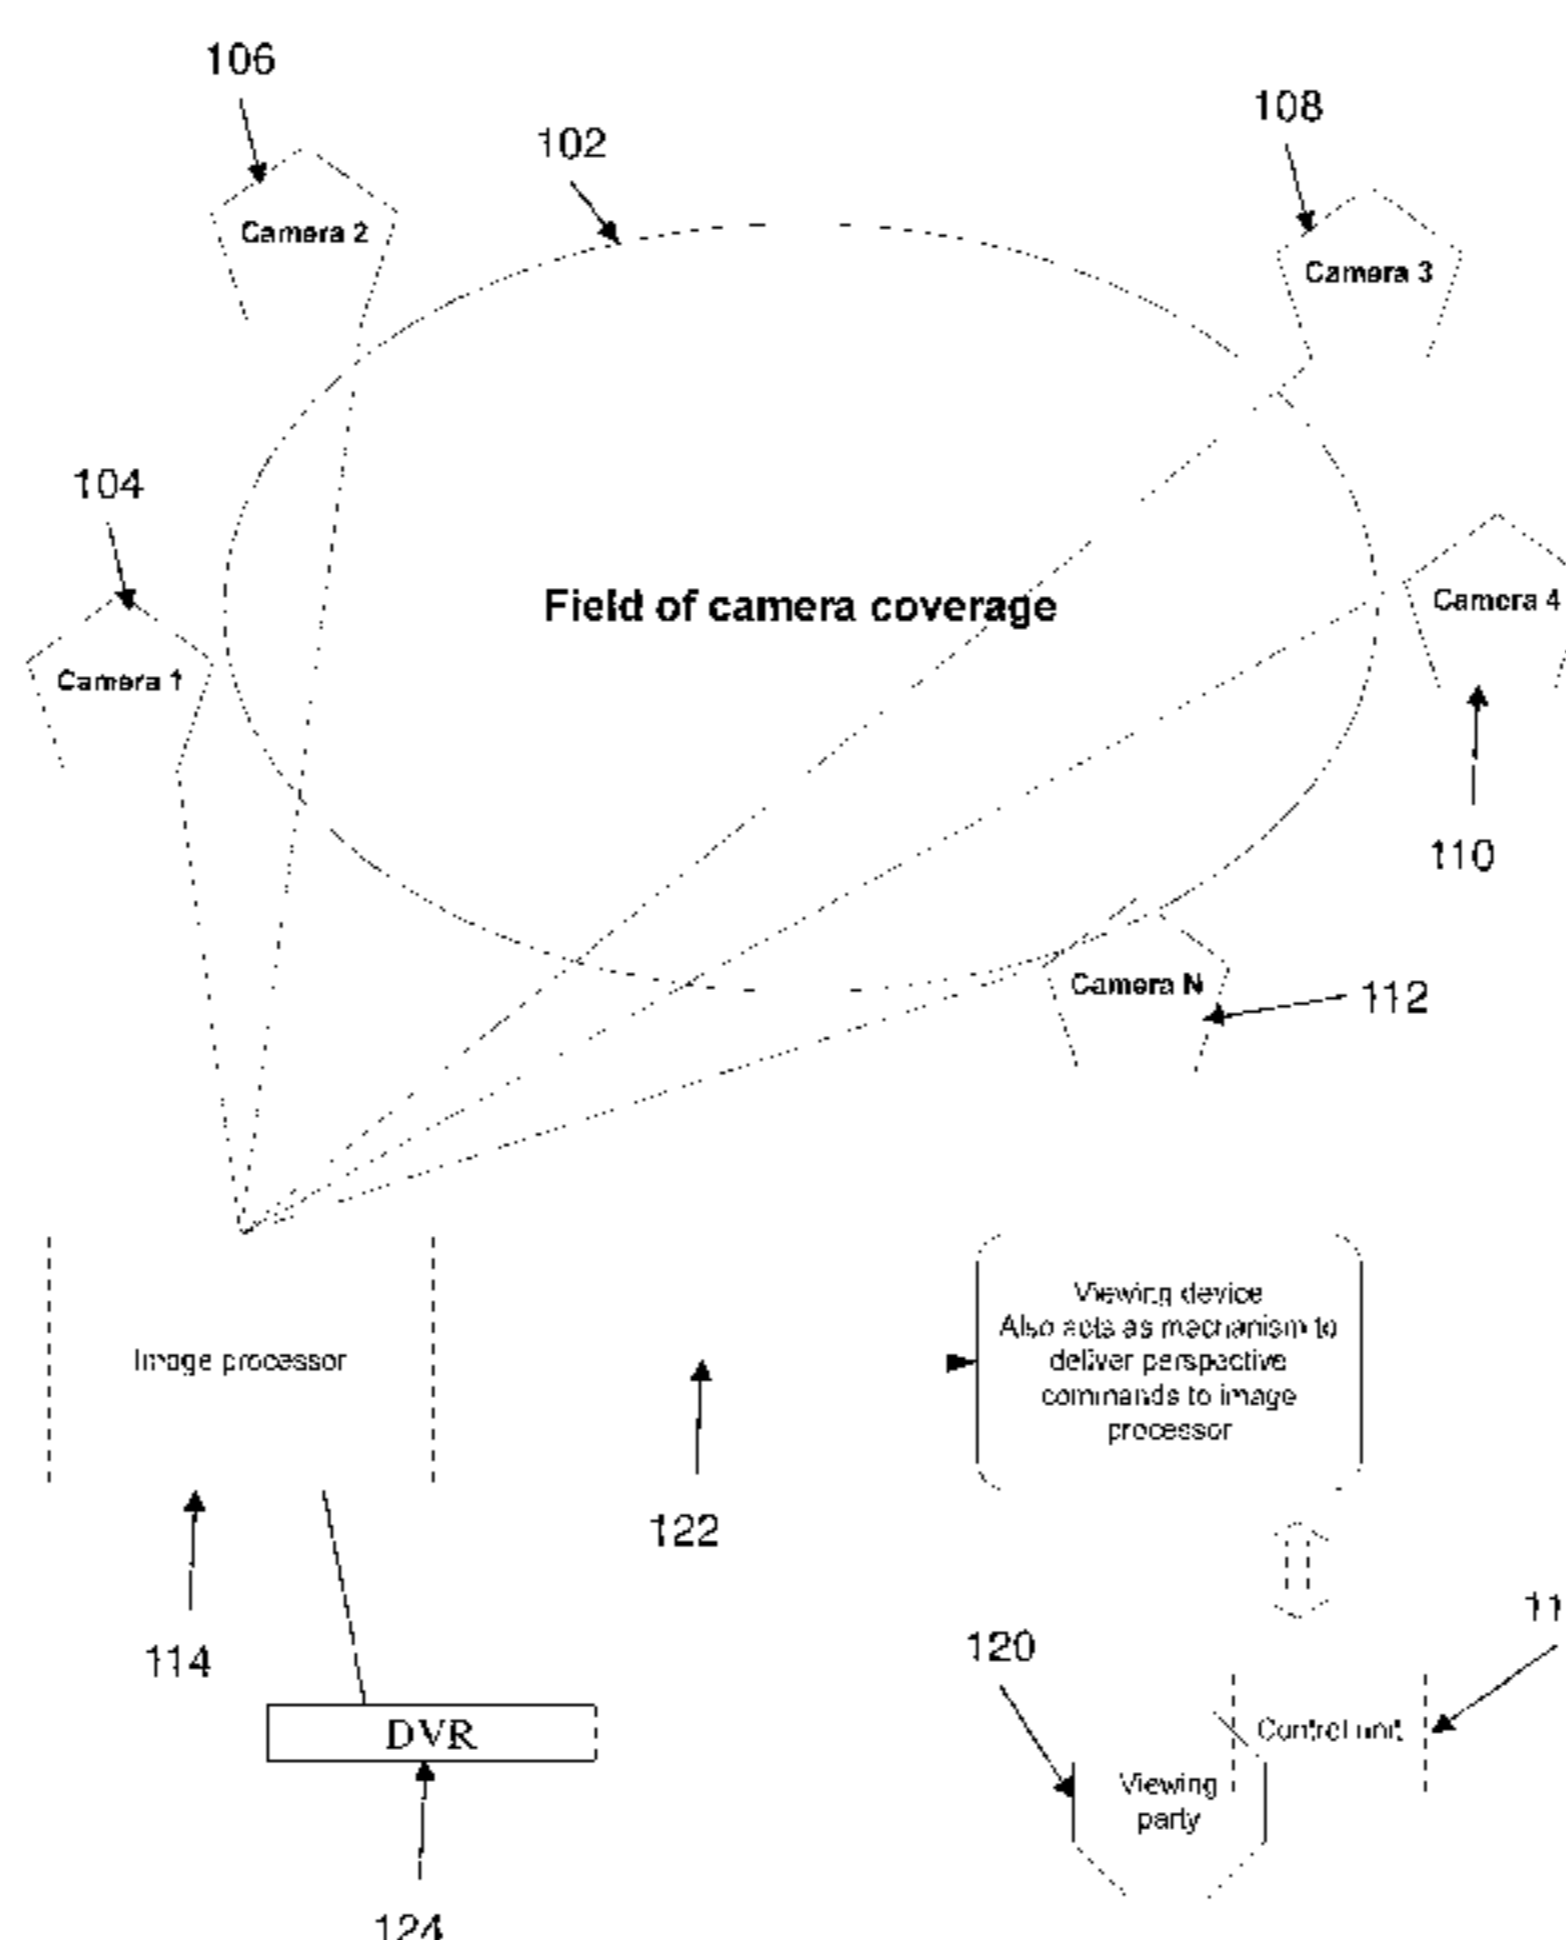 106
108
102
Camera 2
Camera 3
104
Field of camera coverage
Camera 4
Camera 1
110
Camera N
112
Viewing device
Also acts as mechanism to
deliver perspective
commands to image
processor
Image processor
122
11
114
120
DVR
Control unit
Viewing
party
124